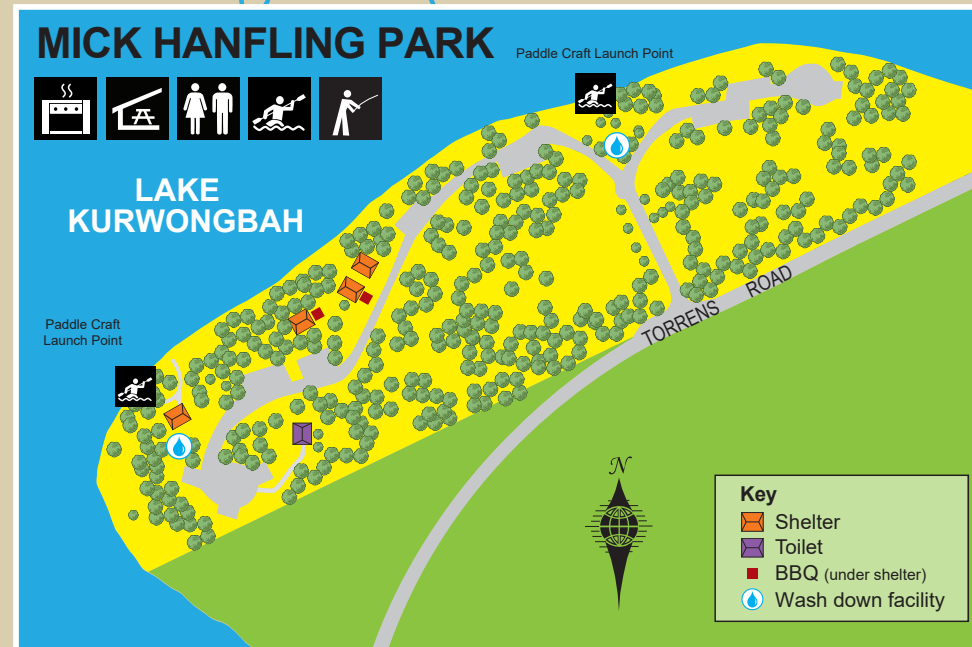 MICK HANFLING PARK
Paddle Craft Launch Point
LAKE
KURWONGBAH
Paddle Craft
Launch Point
TORRENS ROAD
N
Key
Shelter
Toilet
BBQ (under shelter)
Wash down facility